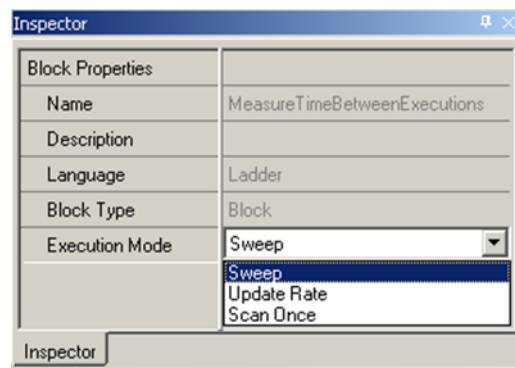 Inspector
Block Properties
Name MeasureTimeBetweenExecutions
Description
Language Ladder
Block Type Block
Execution Mode Sweep
Sweep
Update Rate
Scan Once
Inspector